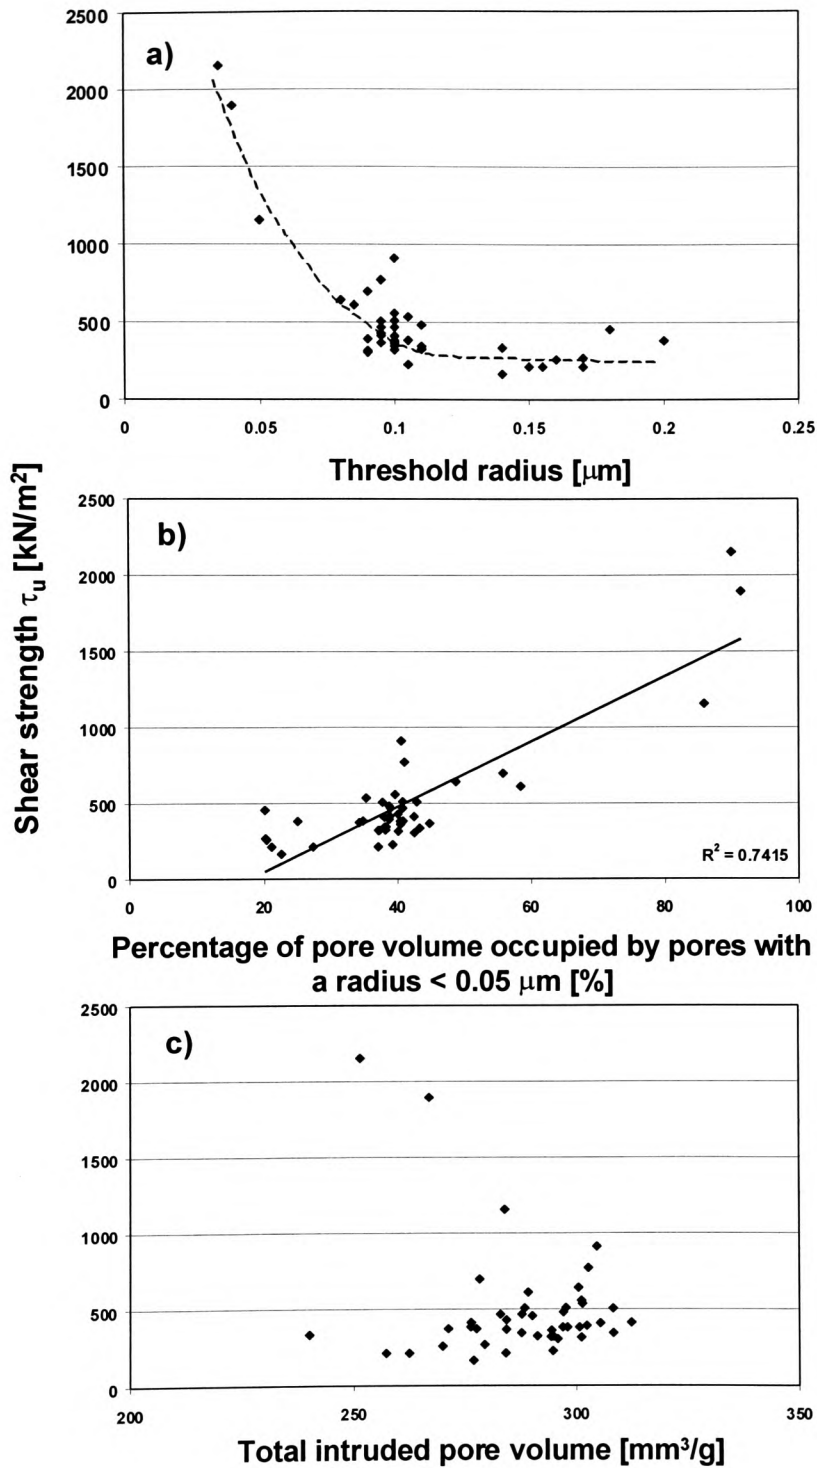 a)
2500
2000
1500
1000
500
0
0 0.05 0.1 0.15 0.2 0.25
Threshold radius [μm]
Shear strength τu [kN/m²]
b)
2500
2000
1500
1000
500
0
R² = 0.7415
0 20 40 60 80 100
Percentage of pore volume occupied by pores with
a radius < 0.05 μm [%]
c)
2500
2000
1500
1000
500
0
200 250 300 350
Total intruded pore volume [mm³/g]